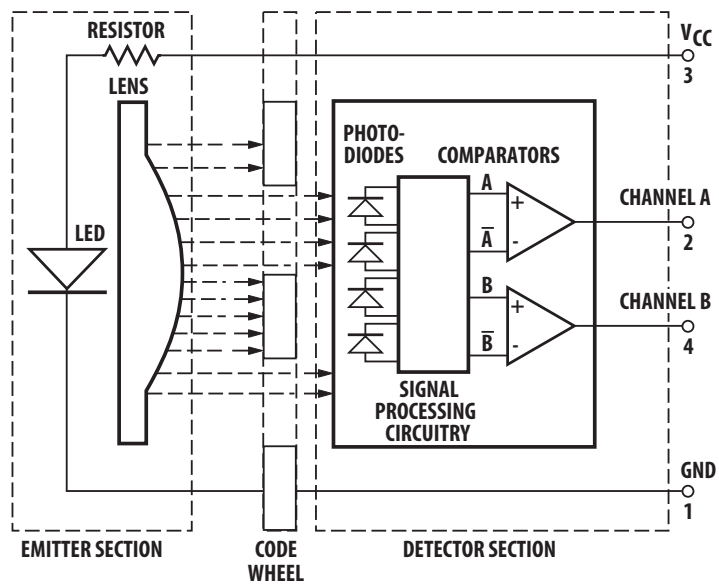 RESISTOR
V_CC
3
LENS
PHOTO-
DIODES
COMPARATORS
A
+
CHANNEL A
LED
A̅
-
2
B
+
CHANNEL B
B̅
-
4
SIGNAL
PROCESSING
CIRCUITRY
GND
1
EMITTER SECTION
CODE
WHEEL
DETECTOR SECTION